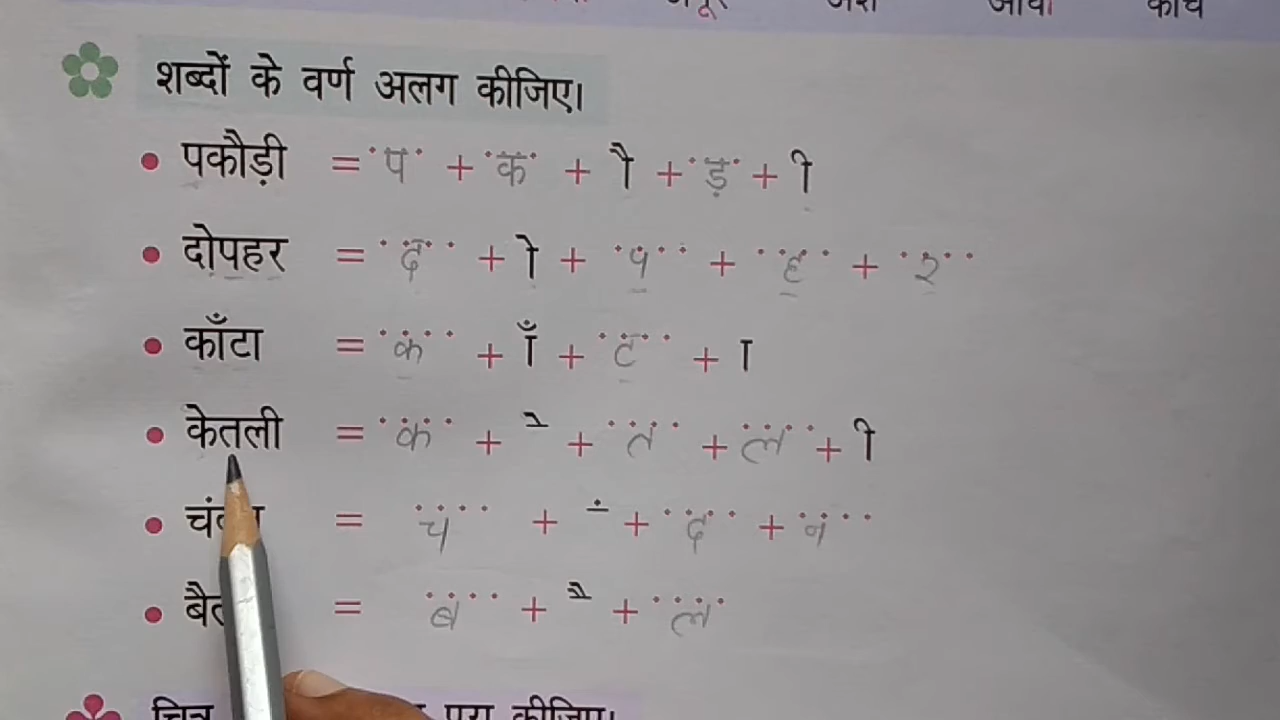 शब्दों के वर्ण अलग कीजिए।
• पकौड़ी = प + क + ौ + ड़ + ी
• दोपहर = द + ो + प + ह + र
• काँटा = क + ाँ + ट + ा
• केतली = क + े + त + ल + ी
• = च + ं + द + न
• = ब + ै + ल
चित्र कीजिए।